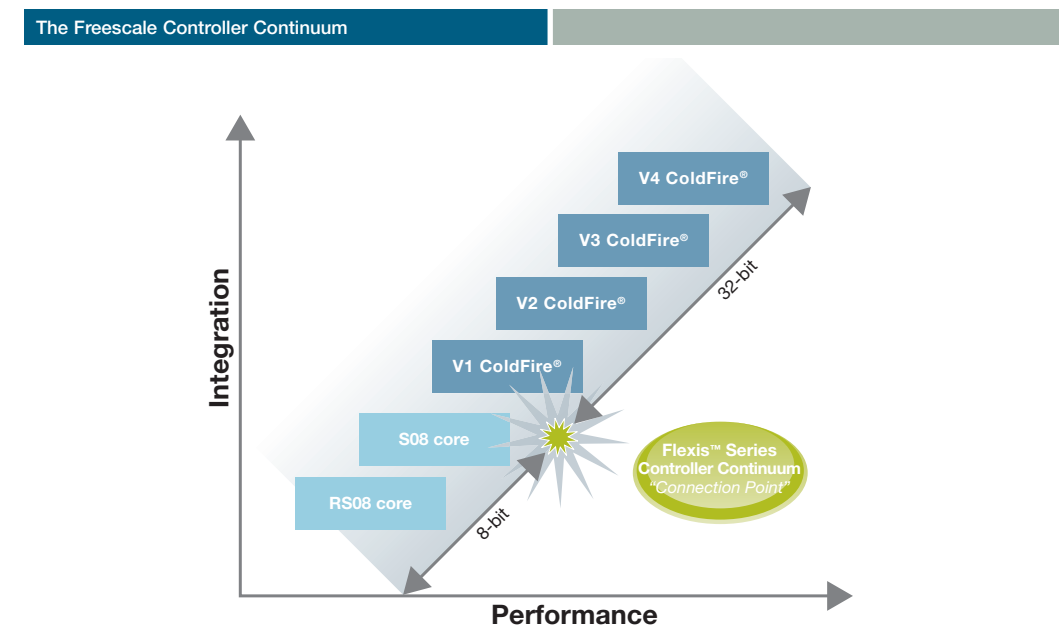 The Freescale Controller Continuum
Integration
V4 ColdFire®
V3 ColdFire®
32-bit
V2 ColdFire®
V1 ColdFire®
S08 core
Flexis™ Series
Controller Continuum
"Connection Point"
RS08 core
8-bit
Performance